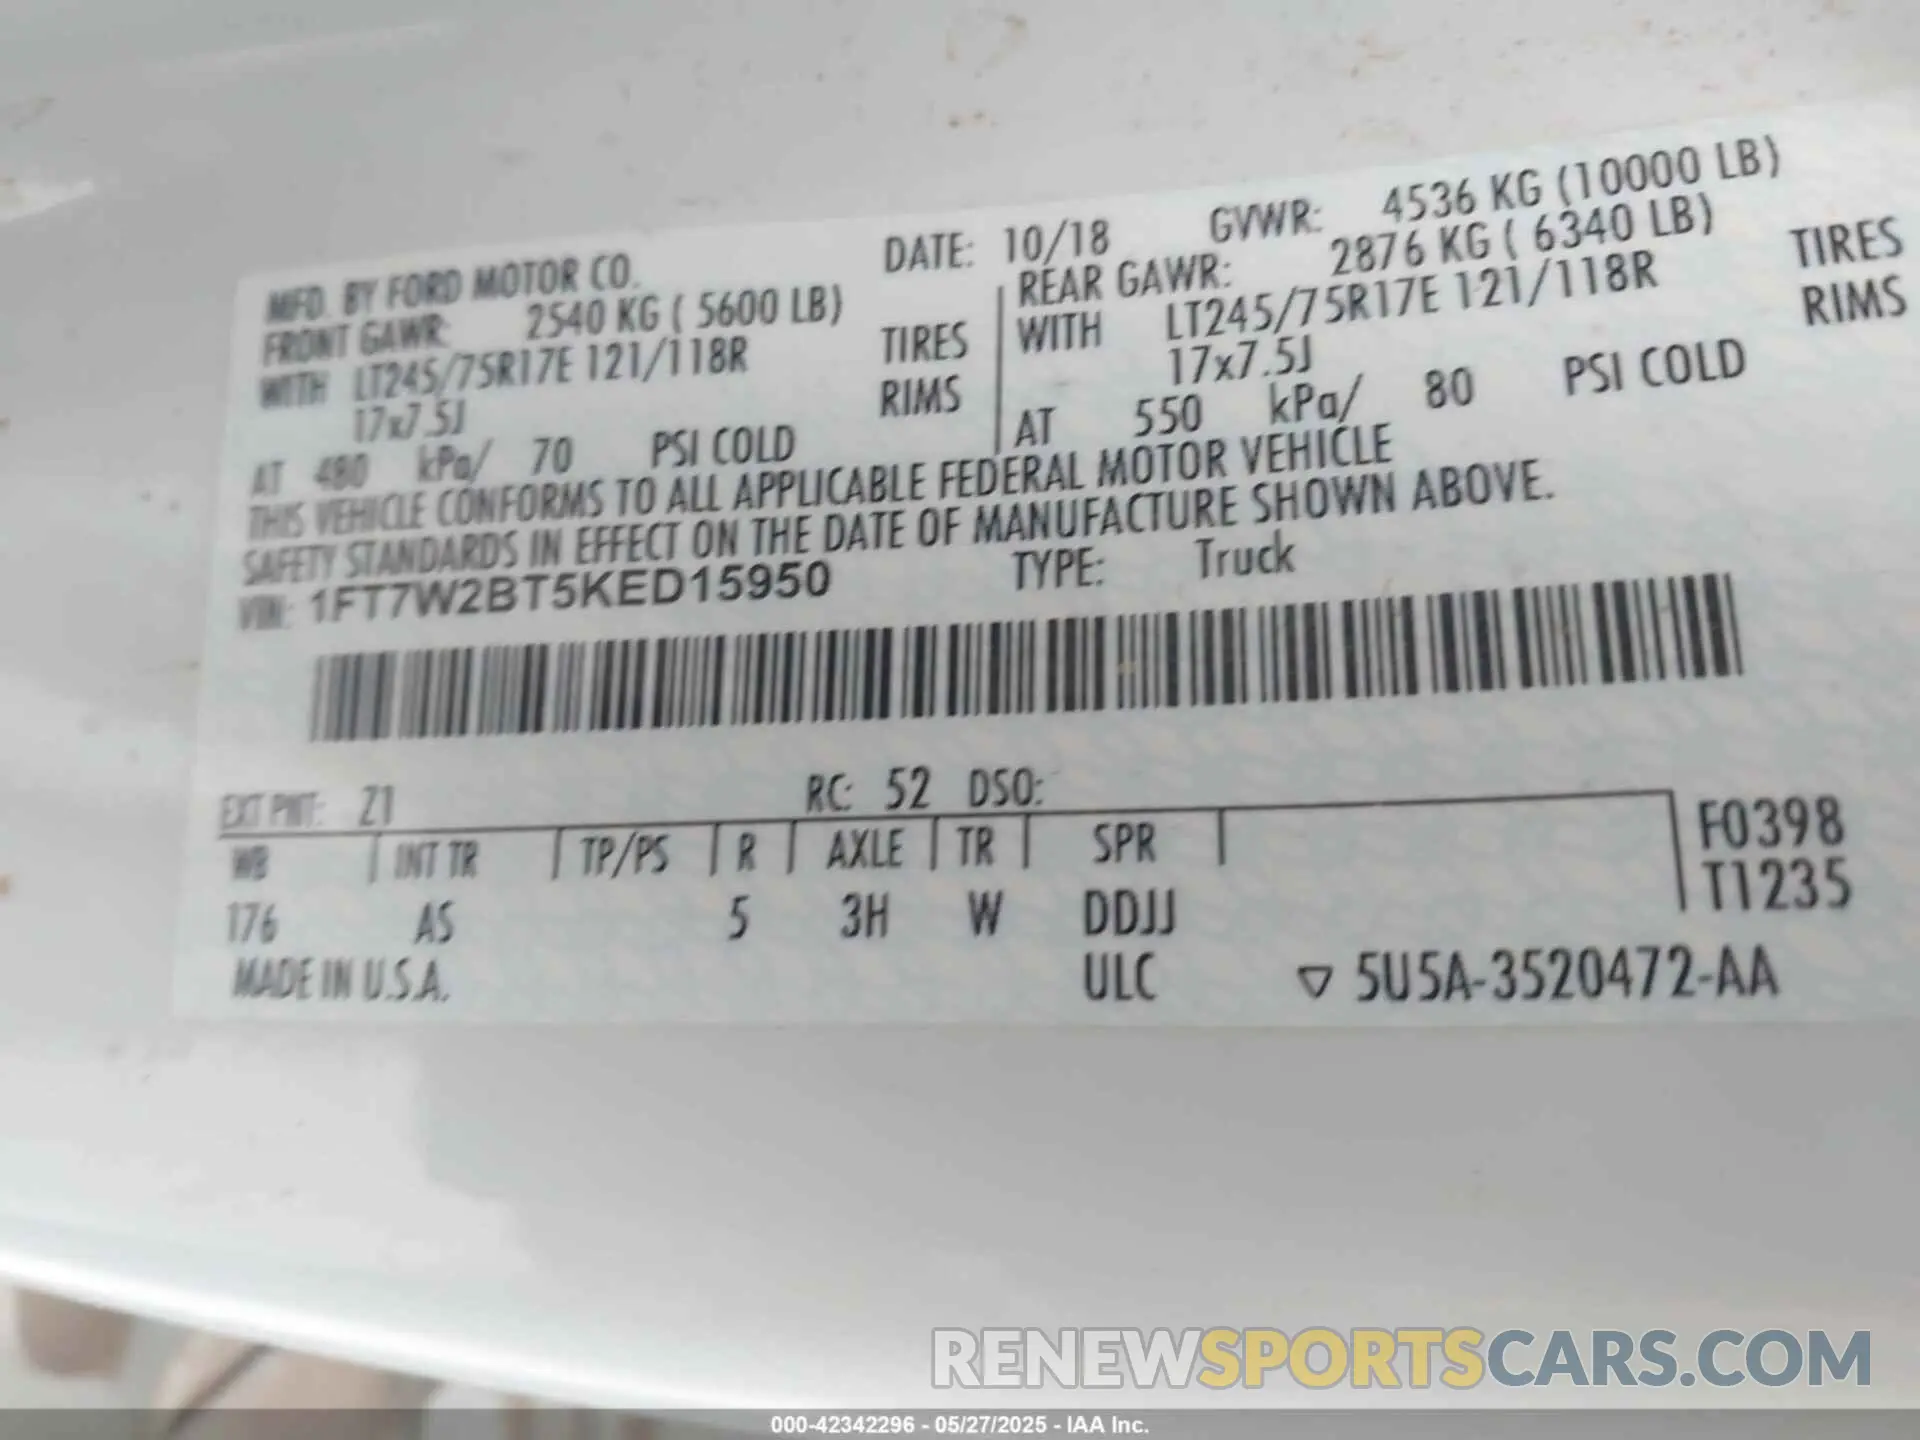 MFD. BY FORD MOTOR CO.
DATE: 10/18
GVWR: 4536 KG (10000 LB)
FRONT GAWR: 2540 KG ( 5600 LB)
WITH LT245/75R17E 121/118R TIRES
17x7.5J RIMS
AT 480 kPa/ 70 PSI COLD
REAR GAWR: 2876 KG ( 6340 LB)
WITH LT245/75R17E 121/118R TIRES
17x7.5J RIMS
AT 550 kPa/ 80 PSI COLD
THIS VEHICLE CONFORMS TO ALL APPLICABLE FEDERAL MOTOR VEHICLE
SAFETY STANDARDS IN EFFECT ON THE DATE OF MANUFACTURE SHOWN ABOVE.
VIN: 1FT7W2BT5KED15950 TYPE: Truck
EXT PNT: Z1 RC: 52 DSO:
WB INT TR TP/PS R AXLE TR SPR
176 AS 5 3H W DDJJ
F0398
T1235
MADE IN U.S.A. ULC ▽ 5U5A-3520472-AA
RENEWSPORTSCARS.COM
000-42342296 - 05/27/2025 - IAA Inc.